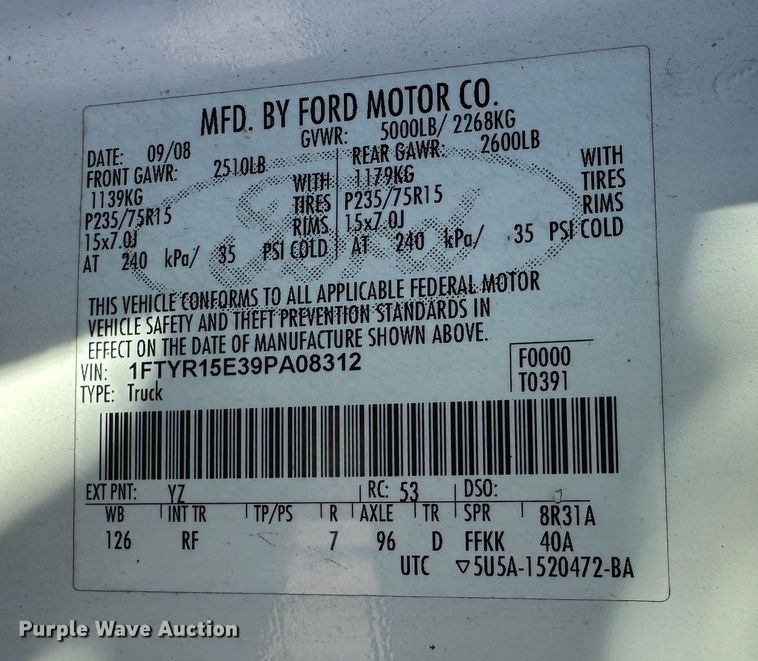 MFD. BY FORD MOTOR CO.
DATE: 09/08 GVWR: 5000LB/ 2268KG
FRONT GAWR: 2510LB REAR GAWR: 2600LB
1139KG WITH 1179KG WITH
P235/75R15 TIRES P235/75R15 TIRES
15x7.0J RIMS 15x7.0J RIMS
AT 240 kPa/ 35 PSI COLD AT 240 kPa/ 35 PSI COLD
Ford
THIS VEHICLE CONFORMS TO ALL APPLICABLE FEDERAL MOTOR
VEHICLE SAFETY AND THEFT PREVENTION STANDARDS IN
EFFECT ON THE DATE OF MANUFACTURE SHOWN ABOVE.
VIN: 1FTYR15E39PA08312 F0000
TYPE: Truck T0391
EXT PNT: YZ RC: 53 DSO:
WB INT TR TP/PS R AXLE TR SPR 8R31A
126 RF 7 96 D FFKK 40A
UTC ▽5U5A-1520472-BA
Purple Wave Auction